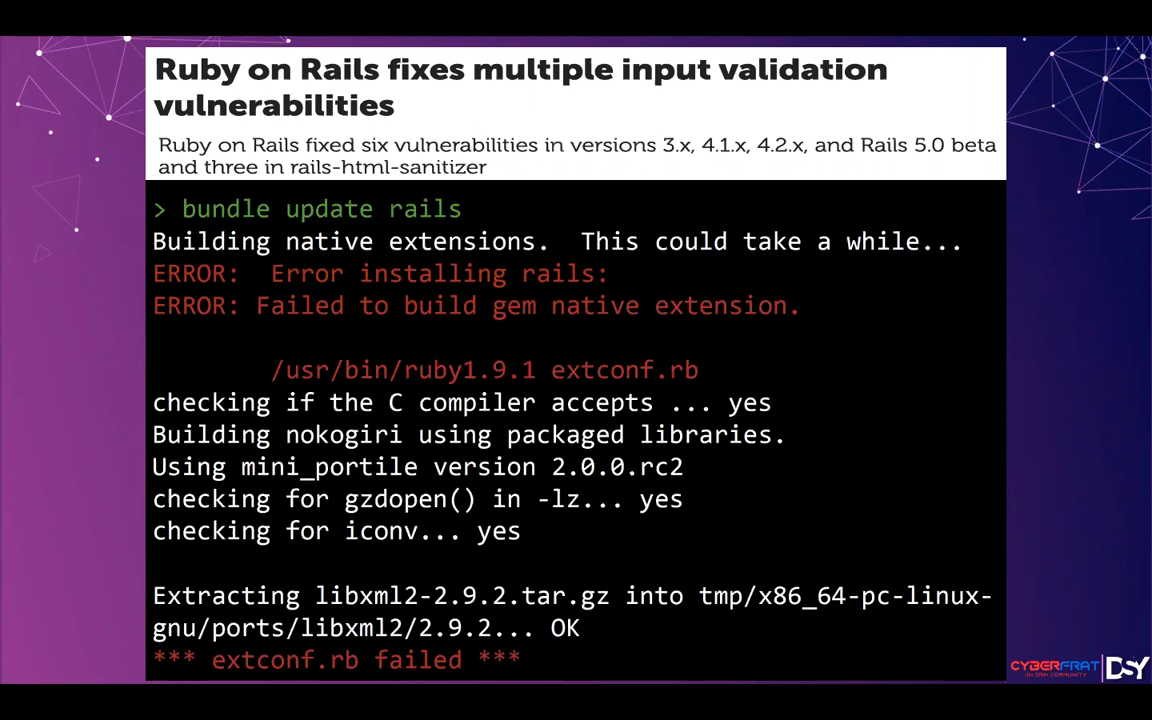 Ruby on Rails fixes multiple input validation
vulnerabilities
Ruby on Rails fixed six vulnerabilities in versions 3.x, 4.1.x, 4.2.x, and Rails 5.0 beta
and three in rails-html-sanitizer
> bundle update rails
Building native extensions.  This could take a while...
ERROR:  Error installing rails:
ERROR: Failed to build gem native extension.
/usr/bin/ruby1.9.1 extconf.rb
checking if the C compiler accepts ... yes
Building nokogiri using packaged libraries.
Using mini_portile version 2.0.0.rc2
checking for gzdopen() in -lz... yes
checking for iconv... yes
Extracting libxml2-2.9.2.tar.gz into tmp/x86_64-pc-linux-
gnu/ports/libxml2/2.9.2... OK
*** extconf.rb failed ***
CYBERFRAT DSY
COMMUNITY